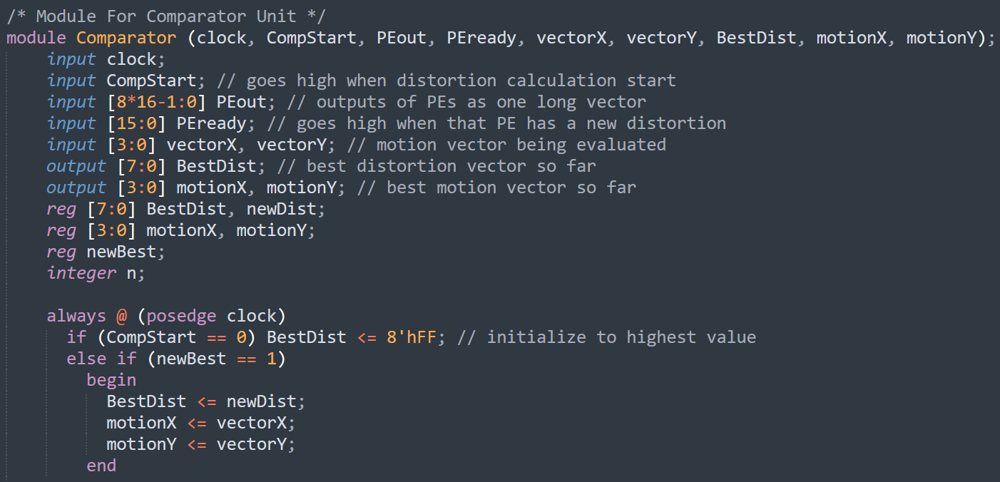 /* Module For Comparator Unit */
module Comparator (clock, CompStart, PEout, PEready, vectorX, vectorY, BestDist, motionX, motionY);
input clock;
input CompStart; // goes high when distortion calculation start
input [8*16-1:0] PEout; // outputs of PEs as one long vector
input [15:0] PEready; // goes high when that PE has a new distortion
input [3:0] vectorX, vectorY; // motion vector being evaluated
output [7:0] BestDist; // best distortion vector so far
output [3:0] motionX, motionY; // best motion vector so far
reg [7:0] BestDist, newDist;
reg [3:0] motionX, motionY;
reg newBest;
integer n;
always @ (posedge clock)
if (CompStart == 0) BestDist <= 8'hFF; // initialize to highest value
else if (newBest == 1)
begin
BestDist <= newDist;
motionX <= vectorX;
motionY <= vectorY;
end